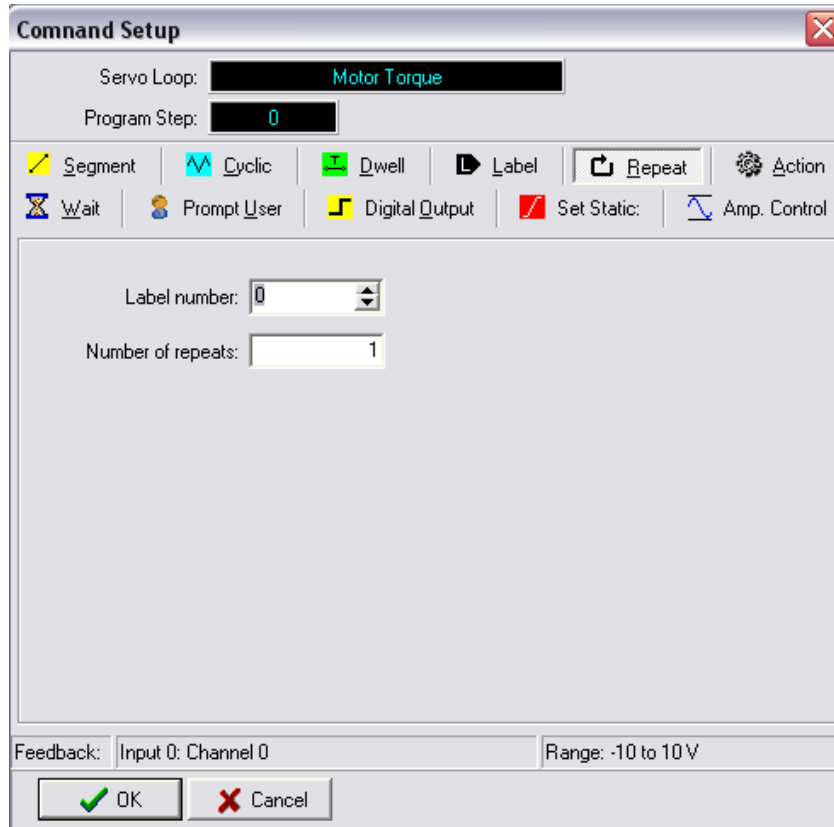 Comnand Setup
Servo Loop: Motor Torque
Program Step: 0
Segment Cyclic T Dwell L Label Repeat Action
Wait Prompt User Digital Output Set Static: Amp. Control
Label number: 0
Number of repeats: 1
Feedback: Input 0: Channel 0 Range: -10 to 10 V
OK Cancel